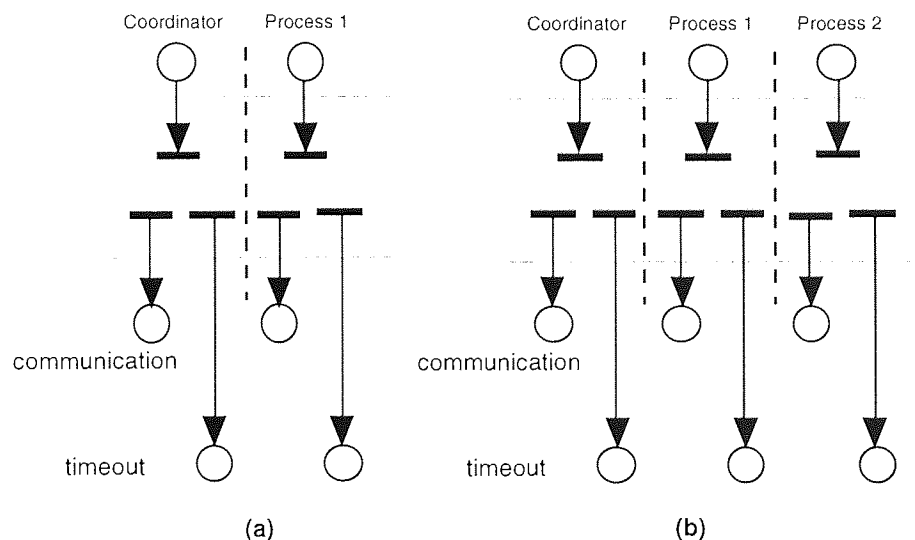 Coordinator Process 1
Coordinator Process 1 Process 2
communication
communication
timeout
timeout
(a)
(b)